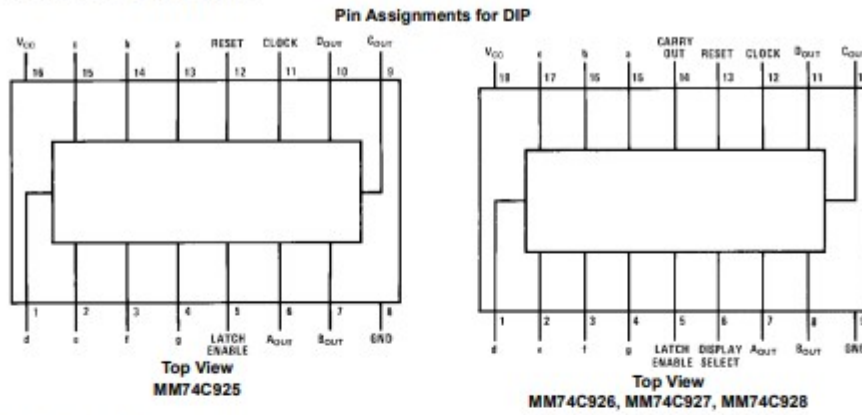 Pin Assignments for DIP
VCC c b a RESET CLOCK DOUT COUT
16 15 14 13 12 11 10 9
1 2 3 4 5 6 7 8
d e f g LATCH ENABLE AOUT BOUT GND
Top View
MM74C925
VCC c b a CARRY OUT RESET CLOCK DOUT
18 17 16 15 14 13 12 11
1 2 3 4 5 6 7 8
d e f g LATCH ENABLE DISPLAY SELECT AOUT BOUT
Top View
MM74C926, MM74C927, MM74C928